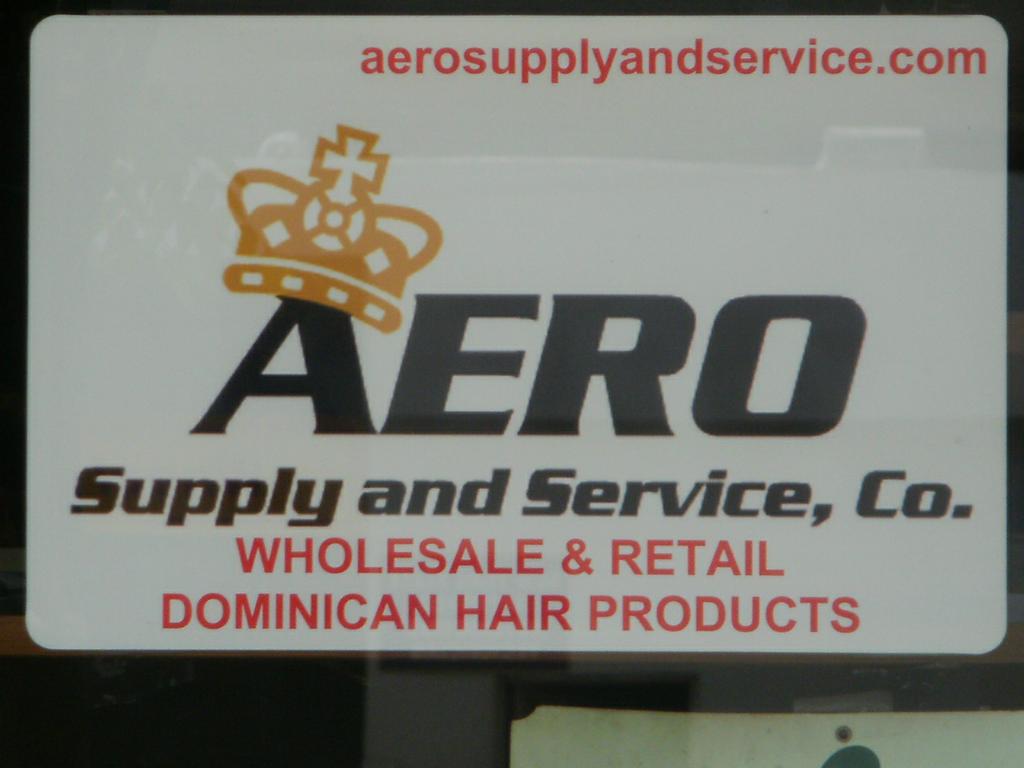 aerosupplyandservice.com
AERO
Supply and Service, Co.
WHOLESALE & RETAIL
DOMINICAN HAIR PRODUCTS